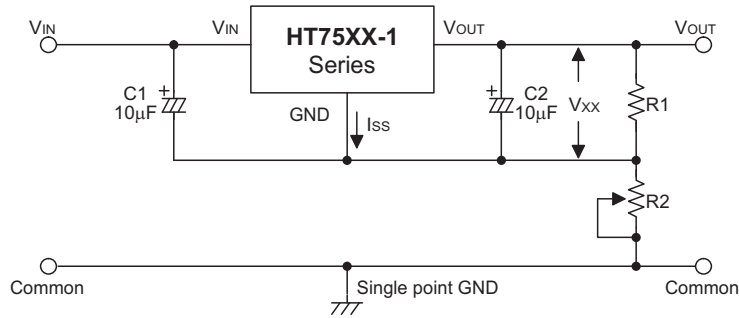 VIN VIN HT75XX-1 VOUT VOUT
Series
C1
10μF
GND
ISS
C2
10μF
VXX
R1
R2
Common Single point GND Common